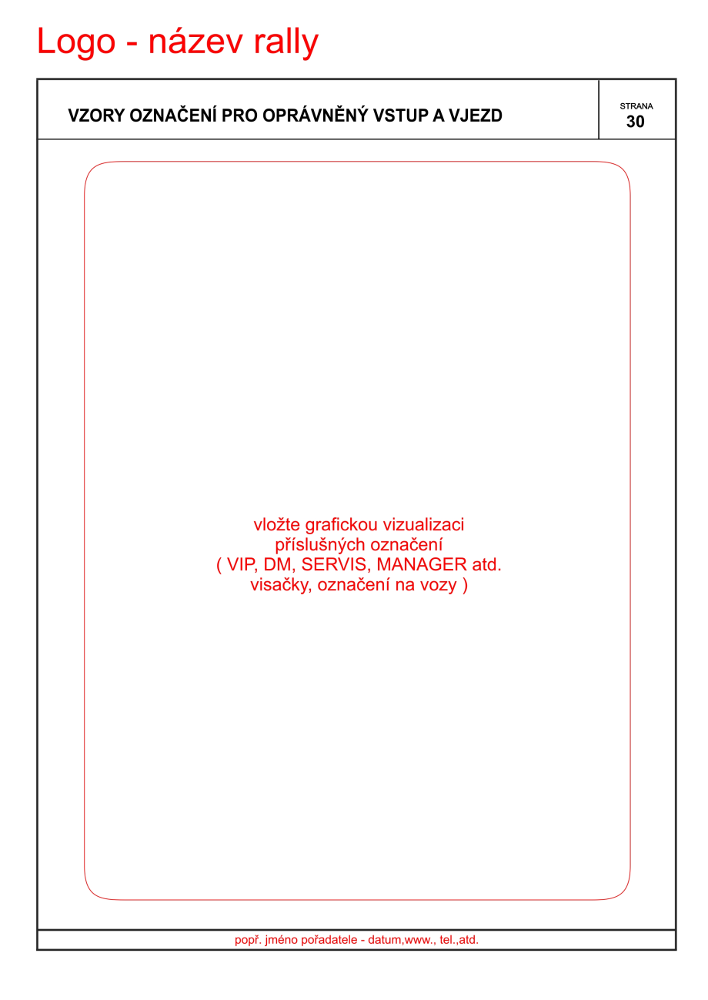 Logo - název rally
VZORY OZNAČENÍ PRO OPRÁVNĚNÝ VSTUP A VJEZD
STRANA
30
vložte grafickou vizualizaci
příslušných označení
( VIP, DM, SERVIS, MANAGER atd.
visačky, označení na vozy )
popř. jméno pořadatele - datum,www., tel.,atd.